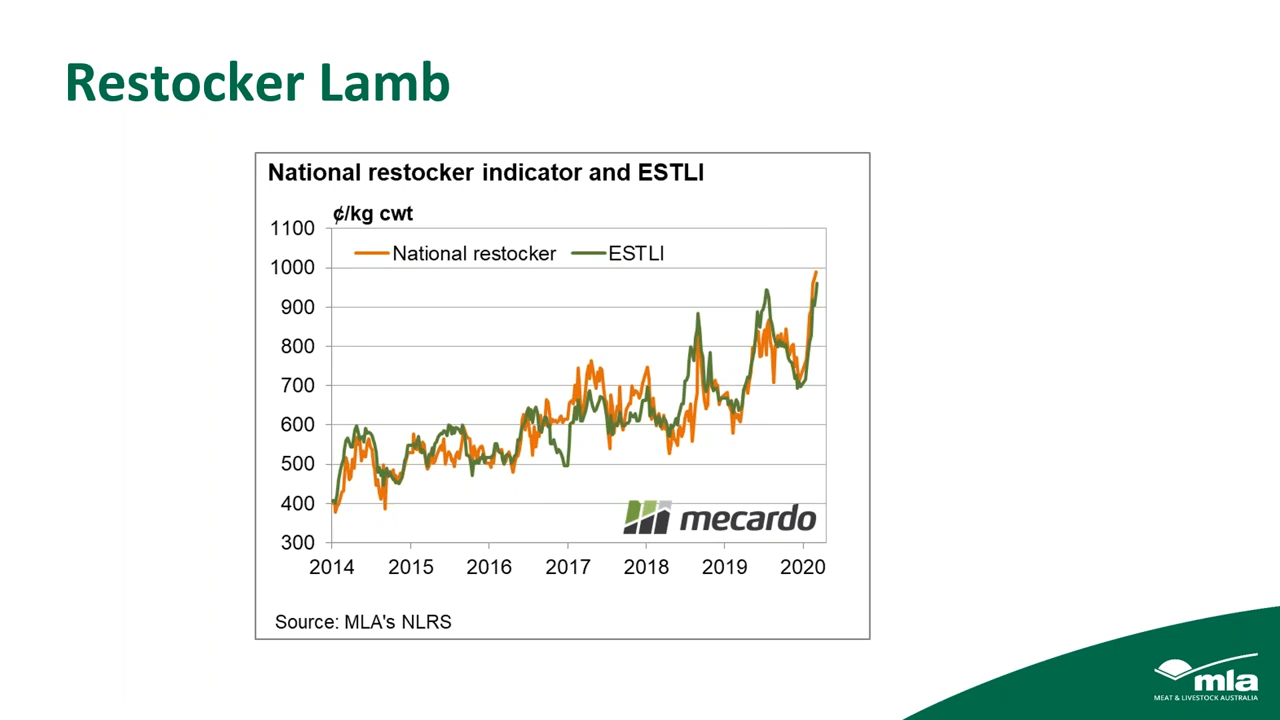 Restocker Lamb
National restocker indicator and ESTLI
¢/kg cwt
1100
National restocker ESTLI
1000
900
800
700
600
500
400
mecardo
300
2014 2015 2016 2017 2018 2019 2020
Source: MLA's NLRS
mla
MEAT & LIVESTOCK AUSTRALIA